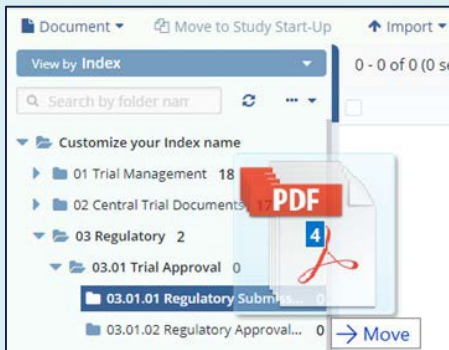 Document Move to Study Start-Up Import
View by Index 0 - 0 of 0 (0 se
Search by folder nam ...
Customize your Index name
01 Trial Management 18
02 Central Trial Documents 17
PDF
4
03 Regulatory 2
03.01 Trial Approval 0
03.01.01 Regulatory Submiss... 0
03.01.02 Regulatory Approval... 0
→ Move